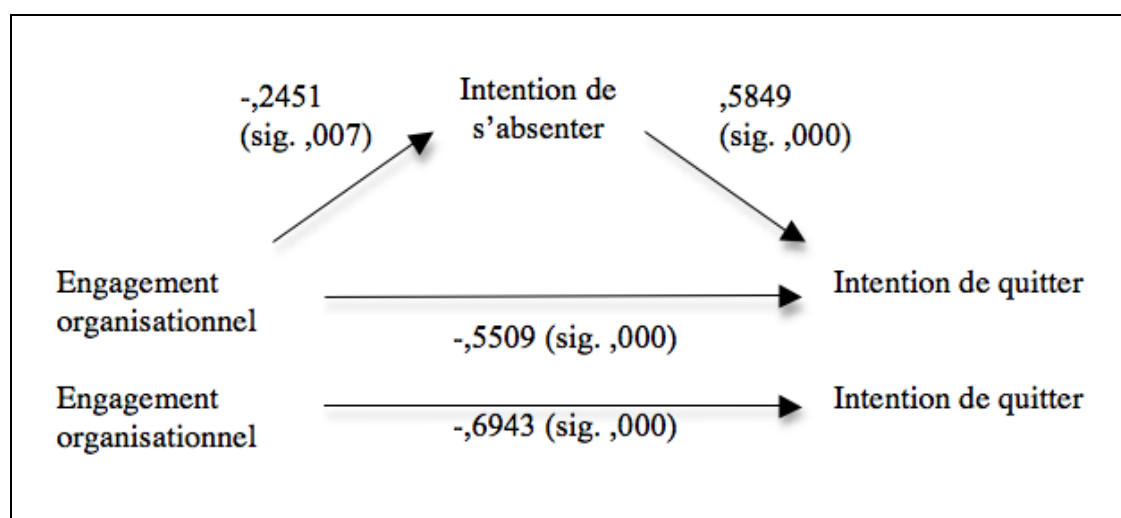 -,2451
(sig. ,007)
Intention de
s’absenter
,5849
(sig. ,000)
Engagement
organisationnel
-,5509 (sig. ,000)
Intention de quitter
Engagement
organisationnel
-,6943 (sig. ,000)
Intention de quitter